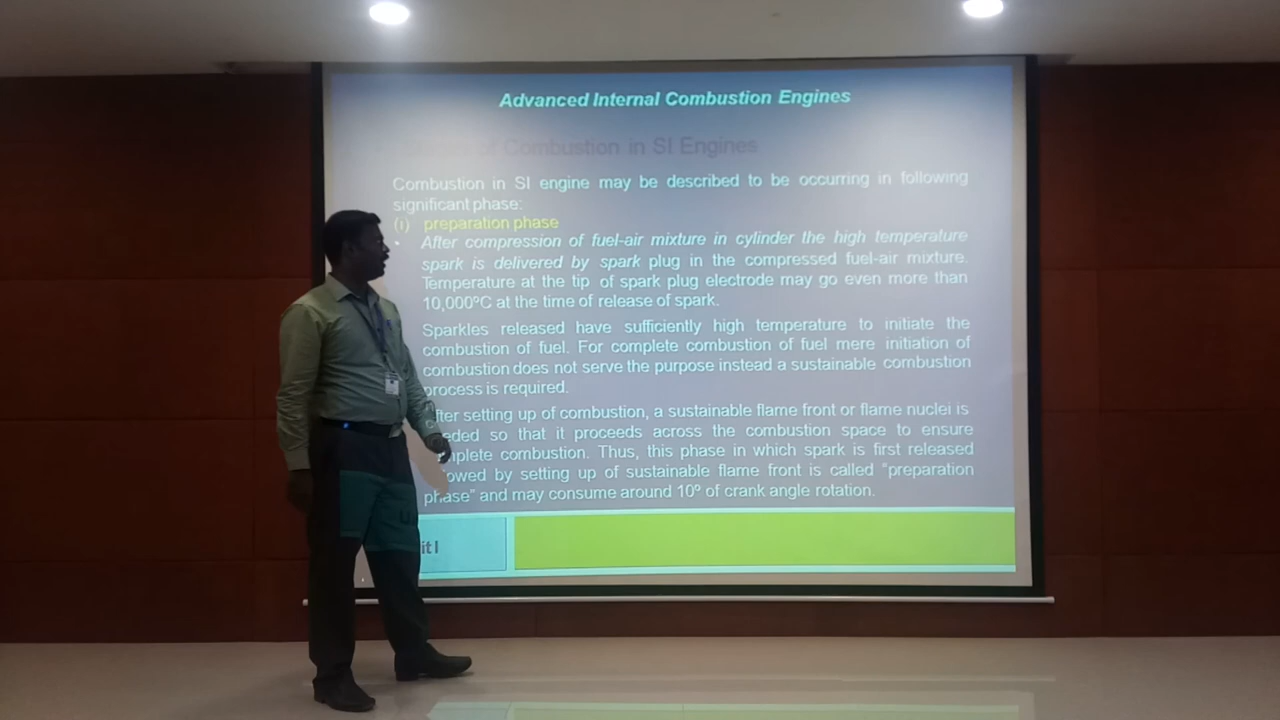 Advanced Internal Combustion Engines
of Combustion in SI Engines
Combustion in SI engine may be described to be occurring in following
significant phase:
(i) preparation phase
• After compression of fuel-air mixture in cylinder the high temperature
spark is delivered by spark plug in the compressed fuel-air mixture.
Temperature at the tip of spark plug electrode may go even more than
10,000ºC at the time of release of spark.
Sparkles released have sufficiently high temperature to initiate the
combustion of fuel. For complete combustion of fuel mere initiation of
combustion does not serve the purpose instead a sustainable combustion
process is required.
fter setting up of combustion, a sustainable flame front or flame nuclei is
eded so that it proceeds across the combustion space to ensure
mplete combustion. Thus, this phase in which spark is first released
owed by setting up of sustainable flame front is called "preparation
phase" and may consume around 10º of crank angle rotation.
U it I